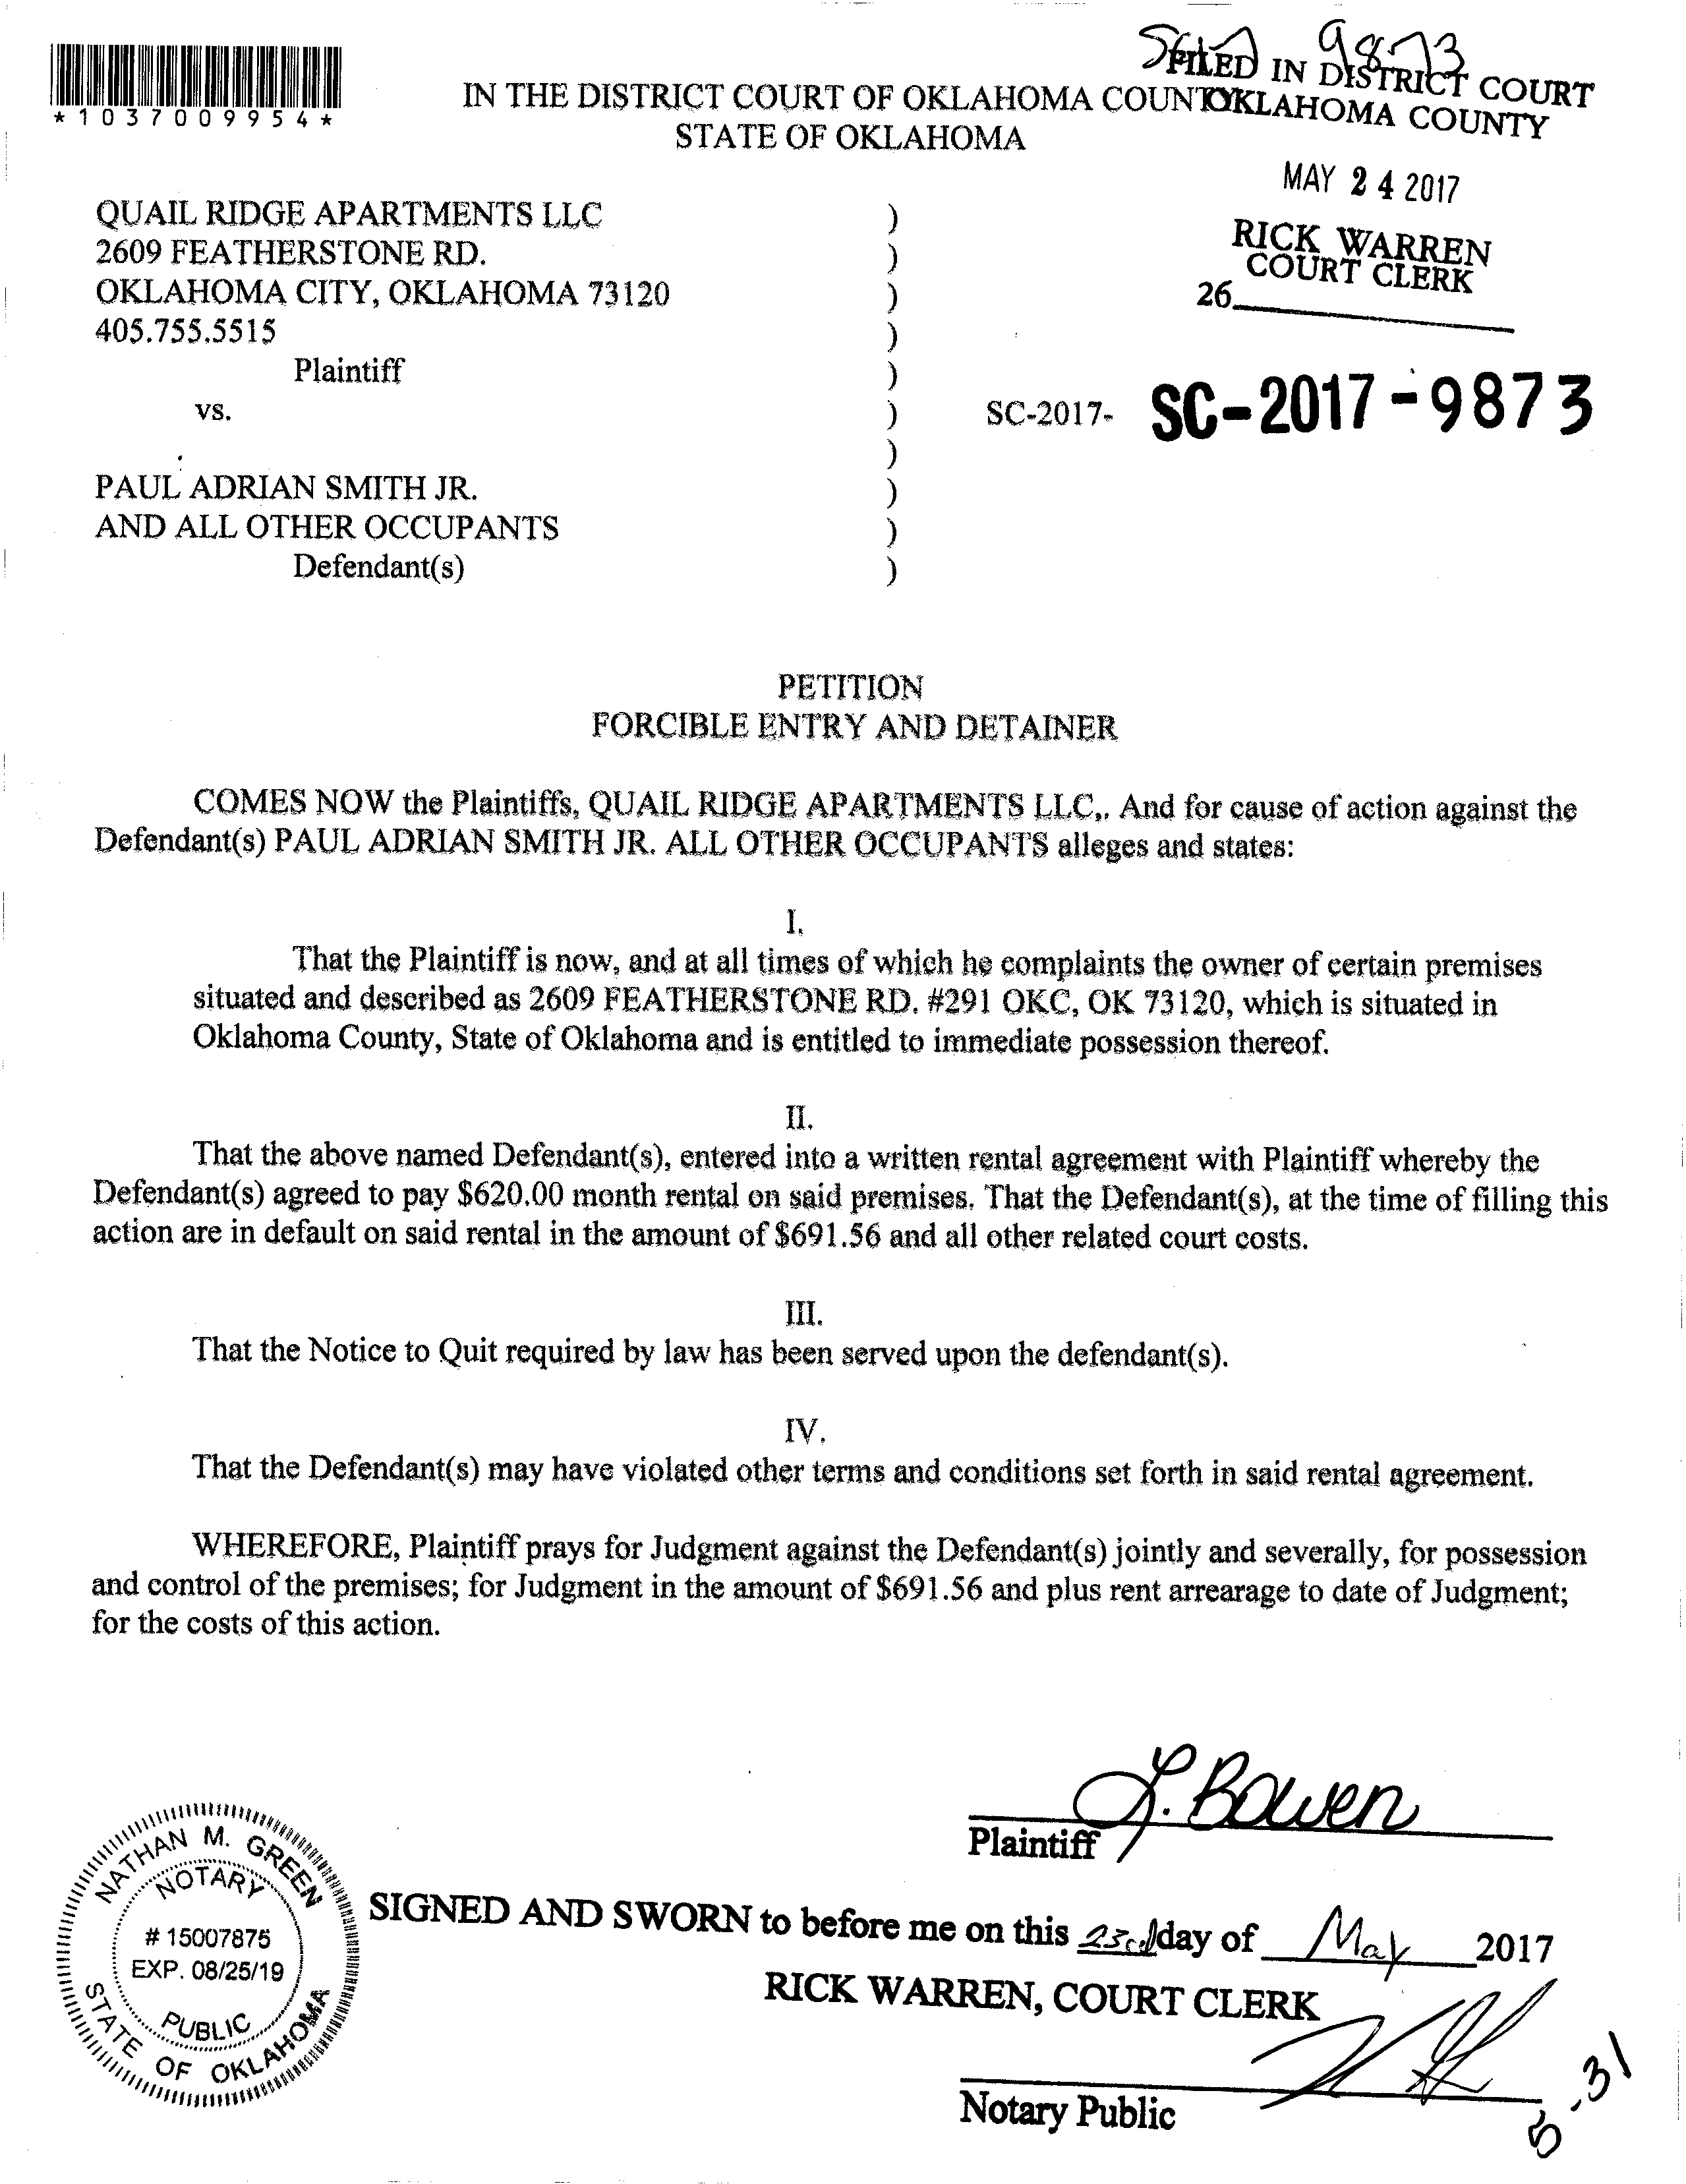 9873
FILED IN DISTRICT COURT
OKLAHOMA COUNTY
*1037009954*
IN THE DISTRICT COURT OF OKLAHOMA COUNTY
STATE OF OKLAHOMA
MAY 24 2017
RICK WARREN
COURT CLERK
26
QUAIL RIDGE APARTMENTS LLC )
2609 FEATHERSTONE RD. )
OKLAHOMA CITY, OKLAHOMA 73120 )
405.755.5515 )
Plaintiff )
vs. ) SC-2017- SC-2017-9873
)
PAUL ADRIAN SMITH JR. )
AND ALL OTHER OCCUPANTS )
Defendant(s) )
PETITION
FORCIBLE ENTRY AND DETAINER
COMES NOW the Plaintiffs, QUAIL RIDGE APARTMENTS LLC,. And for cause of action against the
Defendant(s) PAUL ADRIAN SMITH JR. ALL OTHER OCCUPANTS alleges and states:
I.
That the Plaintiff is now, and at all times of which he complaints the owner of certain premises
situated and described as 2609 FEATHERSTONE RD. #291 OKC, OK 73120, which is situated in
Oklahoma County, State of Oklahoma and is entitled to immediate possession thereof.
II.
That the above named Defendant(s), entered into a written rental agreement with Plaintiff whereby the
Defendant(s) agreed to pay $620.00 month rental on said premises. That the Defendant(s), at the time of filling this
action are in default on said rental in the amount of $691.56 and all other related court costs.
III.
That the Notice to Quit required by law has been served upon the defendant(s).
IV.
That the Defendant(s) may have violated other terms and conditions set forth in said rental agreement.
WHEREFORE, Plaintiff prays for Judgment against the Defendant(s) jointly and severally, for possession
and control of the premises; for Judgment in the amount of $691.56 and plus rent arrearage to date of Judgment;
for the costs of this action.
L. Bowen
Plaintiff
NATHAN M. GREEN
NOTARY
# 15007875
EXP. 08/25/19
PUBLIC
STATE OF OKLAHOMA
SIGNED AND SWORN to before me on this 23rd day of May 2017
RICK WARREN, COURT CLERK
Notary Public
5-31